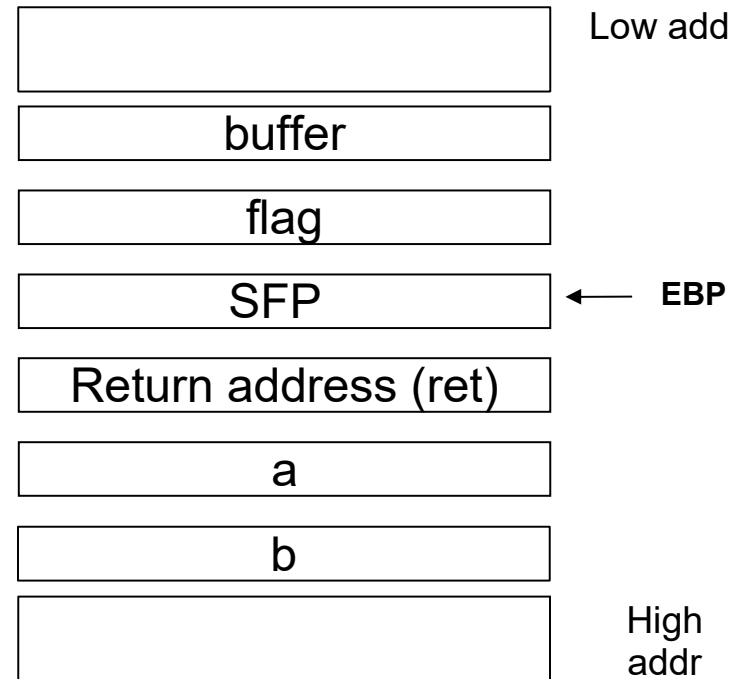 Low add
buffer
flag
SFP
EBP
Return address (ret)
a
b
High
addr